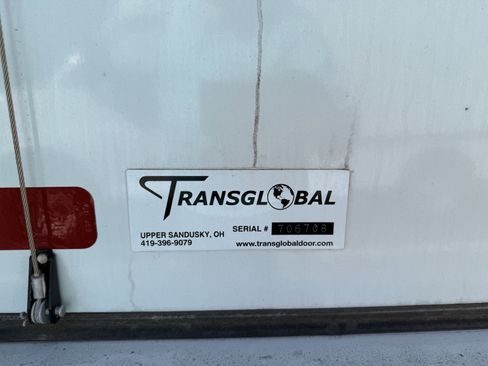 TRANSGLOBAL
UPPER SANDUSKY, OH
SERIAL # 706708
419-396-9079
www.transglobaldoor.com